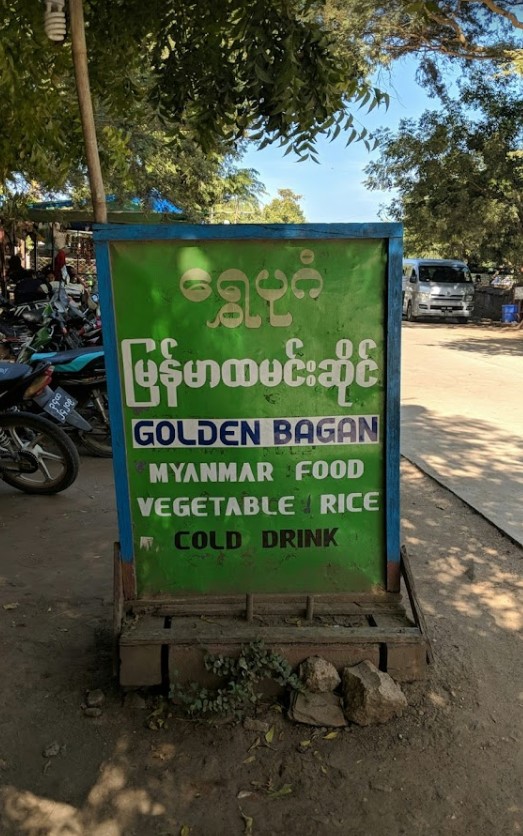 ရွှေပုဂံ
မြန်မာထမင်းဆိုင်
GOLDEN BAGAN
MYANMAR FOOD
VEGETABLE RICE
COLD DRINK